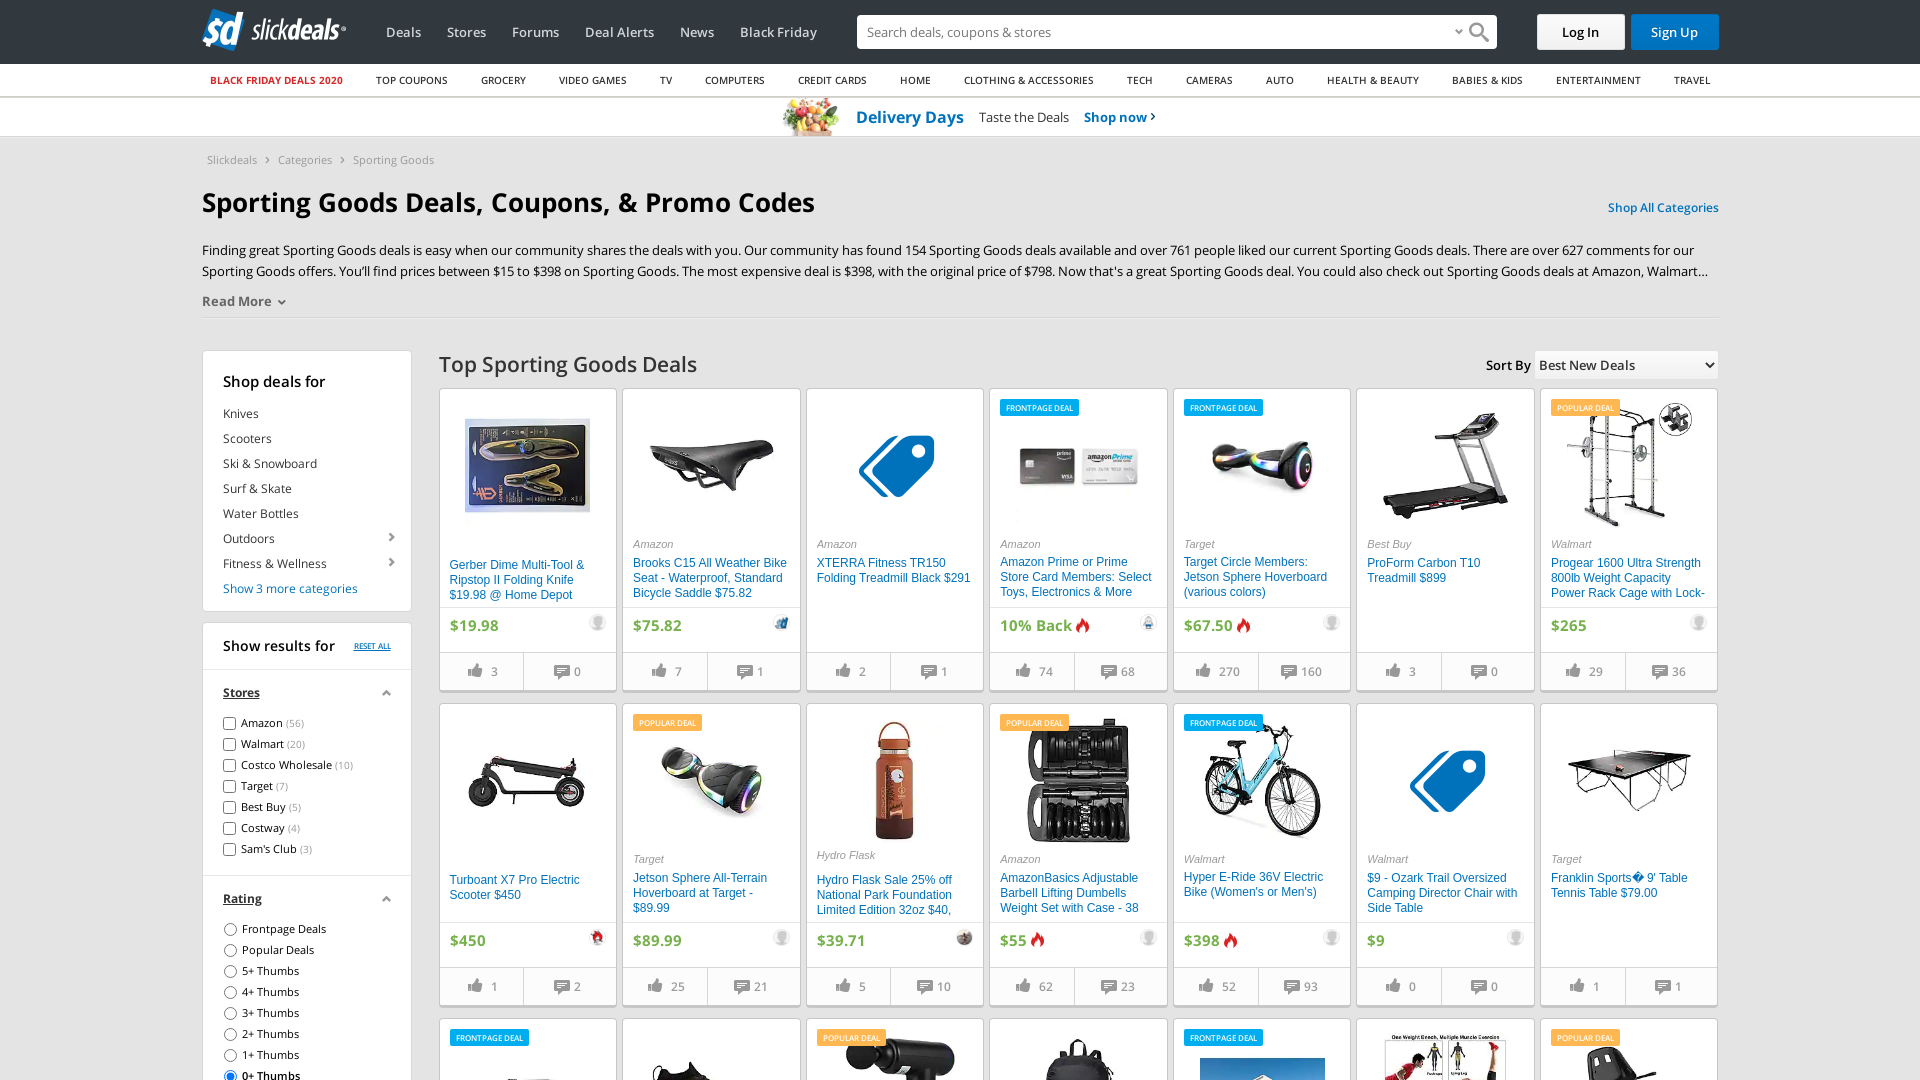 slickdeals
Deals
Stores
Forums
Deal Alerts
News
Black Friday
Search deals, coupons & stores
Log In
Sign Up
BLACK FRIDAY DEALS 2020
TOP COUPONS
GROCERY
VIDEO GAMES
TV
COMPUTERS
CREDIT CARDS
HOME
CLOTHING & ACCESSORIES
TECH
CAMERAS
AUTO
HEALTH & BEAUTY
BABIES & KIDS
ENTERTAINMENT
TRAVEL
Delivery Days Taste the Deals Shop now
Slickdeals > Categories > Sporting Goods
Sporting Goods Deals, Coupons, & Promo Codes
Shop All Categories
Finding great Sporting Goods deals is easy when our community shares the deals with you. Our community has found 154 Sporting Goods deals available and over 761 people liked our current Sporting Goods deals. There are over 627 comments for our
Sporting Goods offers. You’ll find prices between $15 to $398 on Sporting Goods. The most expensive deal is $398, with the original price of $798. Now that's a great Sporting Goods deal. You could also check out Sporting Goods deals at Amazon, Walmart...
Read More
Shop deals for
Knives
Scooters
Ski & Snowboard
Surf & Skate
Water Bottles
Outdoors
Fitness & Wellness
Show 3 more categories
Show results for
RESET ALL
Stores
Amazon (56)
Walmart (20)
Costco Wholesale (10)
Target (7)
Best Buy (5)
Costway (4)
Sam's Club (3)
Rating
Frontpage Deals
Popular Deals
5+ Thumbs
4+ Thumbs
3+ Thumbs
2+ Thumbs
1+ Thumbs
0+ Thumbs
Top Sporting Goods Deals
Sort By Best New Deals
Gerber Dime Multi-Tool &
Ripstop II Folding Knife
$19.98 @ Home Depot
$19.98
3
0
Amazon
Brooks C15 All Weather Bike
Seat - Waterproof, Standard
Bicycle Saddle $75.82
$75.82
7
1
Amazon
XTERRA Fitness TR150
Folding Treadmill Black $291
2
1
FRONTPAGE DEAL
Amazon
Amazon Prime or Prime
Store Card Members: Select
Toys, Electronics & More
10% Back
74
68
FRONTPAGE DEAL
Target
Target Circle Members:
Jetson Sphere Hoverboard
(various colors)
$67.50
270
160
Best Buy
ProForm Carbon T10
Treadmill $899
3
0
POPULAR DEAL
Walmart
Progear 1600 Ultra Strength
800lb Weight Capacity
Power Rack Cage with Lock-
$265
29
36
Turboant X7 Pro Electric
Scooter $450
$450
1
2
POPULAR DEAL
Target
Jetson Sphere All-Terrain
Hoverboard at Target -
$89.99
$89.99
25
21
Hydro Flask
Hydro Flask Sale 25% off
National Park Foundation
Limited Edition 32oz $40,
$39.71
5
10
POPULAR DEAL
Amazon
AmazonBasics Adjustable
Barbell Lifting Dumbells
Weight Set with Case - 38
$55
62
23
FRONTPAGE DEAL
Walmart
Hyper E-Ride 36V Electric
Bike (Women's or Men's)
$398
52
93
Walmart
$9 - Ozark Trail Oversized
Camping Director Chair with
Side Table
$9
0
0
Target
Franklin Sports� 9' Table
Tennis Table $79.00
1
1
FRONTPAGE DEAL
POPULAR DEAL
FRONTPAGE DEAL
One Weight Bench, Multiple Muscle Exercise
POPULAR DEAL